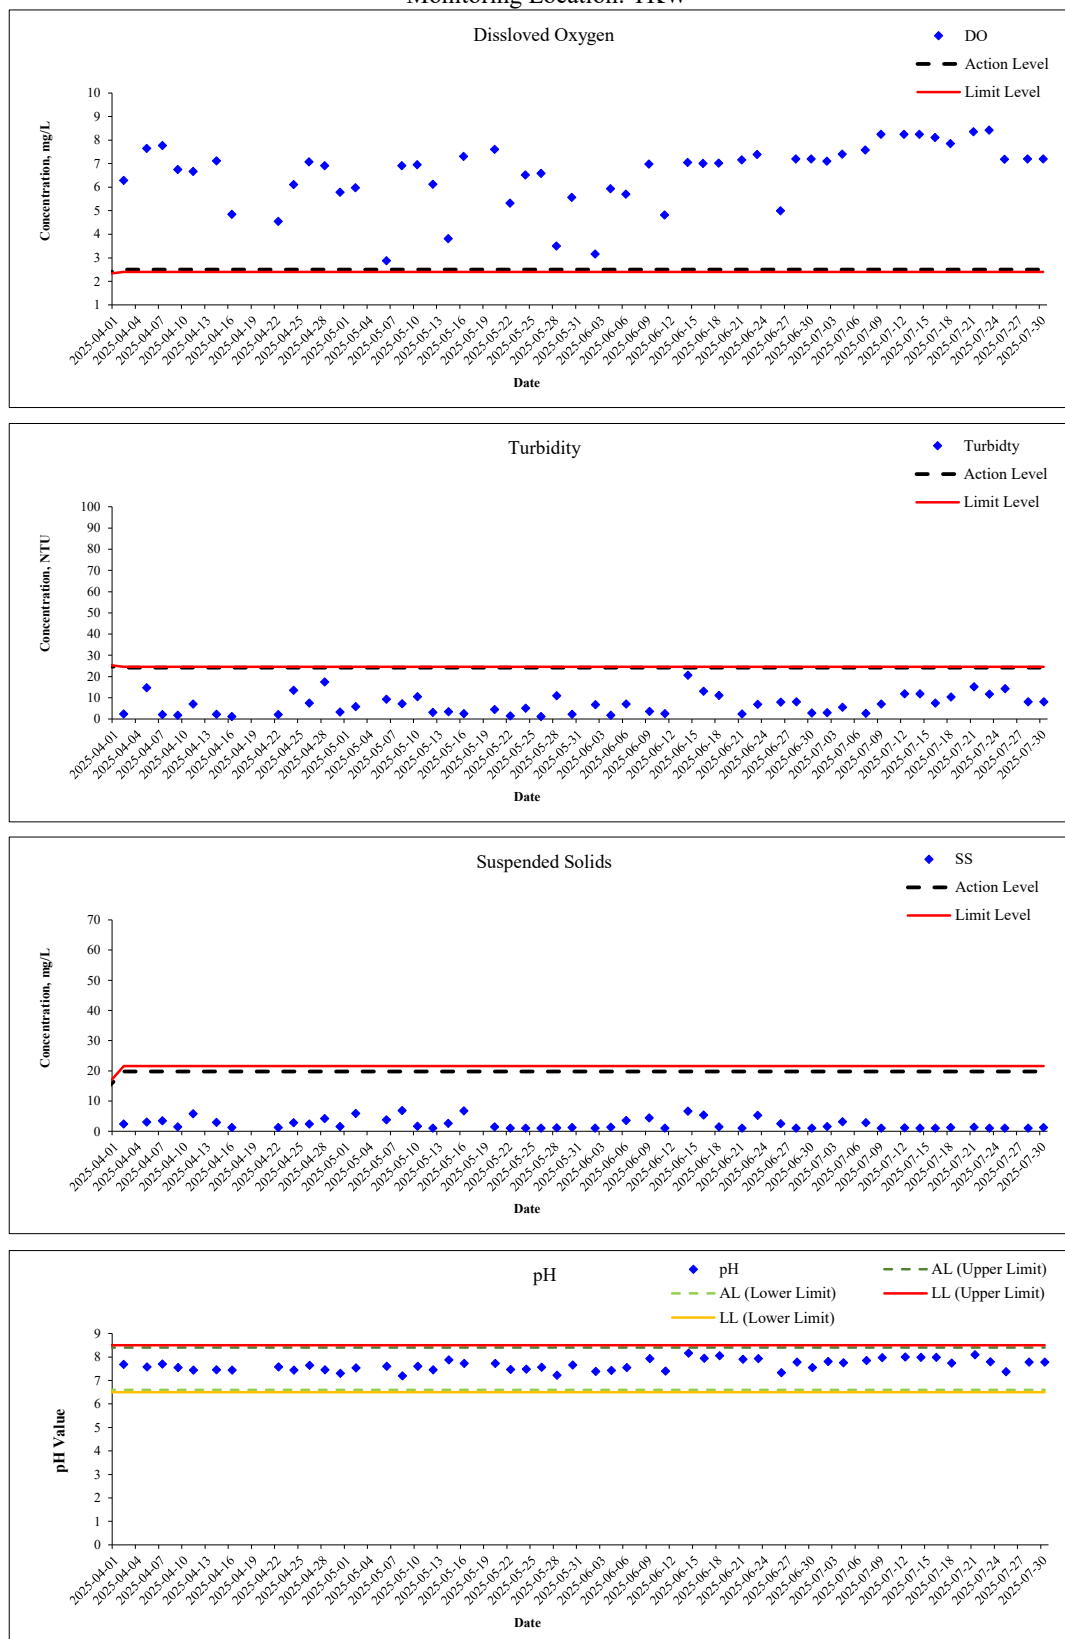 Monitoring Location:
Dissloved Oxygen
DO
Action Level
Limit Level
Concentration, mg/L
10
9
8
7
6
5
4
3
2
1
2025-04-01 2025-04-04 2025-04-07 2025-04-10 2025-04-13 2025-04-16 2025-04-19 2025-04-22 2025-04-25 2025-04-28 2025-05-01 2025-05-04 2025-05-07 2025-05-10 2025-05-13 2025-05-16 2025-05-19 2025-05-22 2025-05-25 2025-05-28 2025-05-31 2025-06-03 2025-06-06 2025-06-09 2025-06-12 2025-06-15 2025-06-18 2025-06-21 2025-06-24 2025-06-27 2025-06-30 2025-07-03 2025-07-06 2025-07-09 2025-07-12 2025-07-15 2025-07-18 2025-07-21 2025-07-24 2025-07-27 2025-07-30
Date
Turbidity
Turbidty
Action Level
Limit Level
Concentration, NTU
100
90
80
70
60
50
40
30
20
10
0
2025-04-01 2025-04-04 2025-04-07 2025-04-10 2025-04-13 2025-04-16 2025-04-19 2025-04-22 2025-04-25 2025-04-28 2025-05-01 2025-05-04 2025-05-07 2025-05-10 2025-05-13 2025-05-16 2025-05-19 2025-05-22 2025-05-25 2025-05-28 2025-05-31 2025-06-03 2025-06-06 2025-06-09 2025-06-12 2025-06-15 2025-06-18 2025-06-21 2025-06-24 2025-06-27 2025-06-30 2025-07-03 2025-07-06 2025-07-09 2025-07-12 2025-07-15 2025-07-18 2025-07-21 2025-07-24 2025-07-27 2025-07-30
Date
Suspended Solids
SS
Action Level
Limit Level
Concentration, mg/L
70
60
50
40
30
20
10
0
2025-04-01 2025-04-04 2025-04-07 2025-04-10 2025-04-13 2025-04-16 2025-04-19 2025-04-22 2025-04-25 2025-04-28 2025-05-01 2025-05-04 2025-05-07 2025-05-10 2025-05-13 2025-05-16 2025-05-19 2025-05-22 2025-05-25 2025-05-28 2025-05-31 2025-06-03 2025-06-06 2025-06-09 2025-06-12 2025-06-15 2025-06-18 2025-06-21 2025-06-24 2025-06-27 2025-06-30 2025-07-03 2025-07-06 2025-07-09 2025-07-12 2025-07-15 2025-07-18 2025-07-21 2025-07-24 2025-07-27 2025-07-30
Date
pH
pH
AL (Upper Limit)
AL (Lower Limit)
LL (Upper Limit)
LL (Lower Limit)
pH Value
9
8
7
6
5
4
3
2
1
0
2025-04-01 2025-04-04 2025-04-07 2025-04-10 2025-04-13 2025-04-16 2025-04-19 2025-04-22 2025-04-25 2025-04-28 2025-05-01 2025-05-04 2025-05-07 2025-05-10 2025-05-13 2025-05-16 2025-05-19 2025-05-22 2025-05-25 2025-05-28 2025-05-31 2025-06-03 2025-06-06 2025-06-09 2025-06-12 2025-06-15 2025-06-18 2025-06-21 2025-06-24 2025-06-27 2025-06-30 2025-07-03 2025-07-06 2025-07-09 2025-07-12 2025-07-15 2025-07-18 2025-07-21 2025-07-24 2025-07-27 2025-07-30
Date